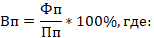 Вп = Фп/Пп * 100%, где: